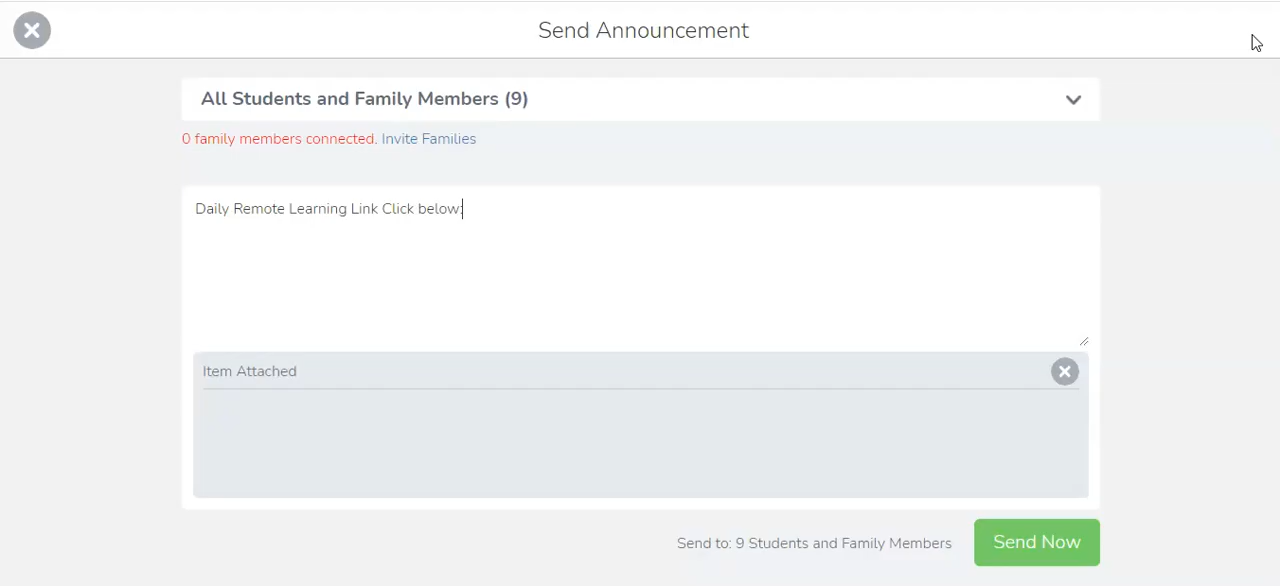 Send Announcement
All Students and Family Members (9)
0 family members connected. Invite Families
Daily Remote Learning Link Click below:
Item Attached
Send to: 9 Students and Family Members
Send Now